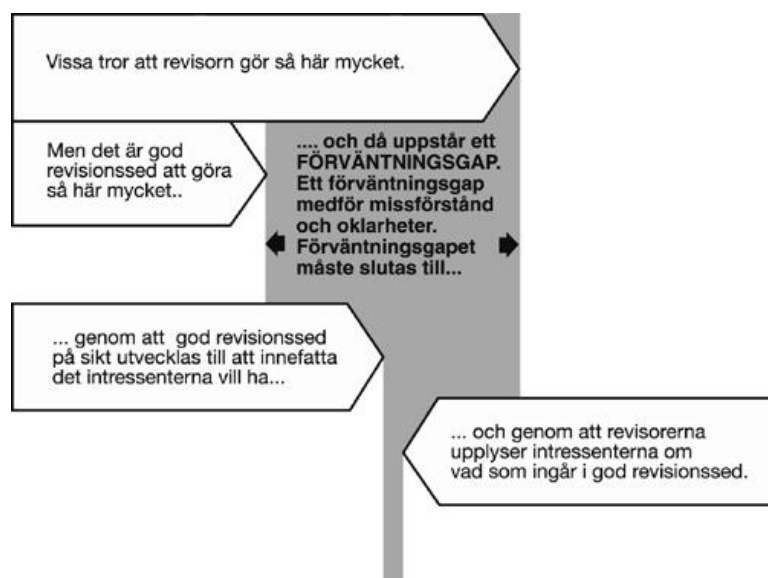 Vissa tror att revisorn gör så här mycket.
Men det är god
revisionssed att göra
så här mycket..
.... och då uppstår ett
FÖRVÄNTNINGSGAP.
Ett förväntningsgap
medför missförstånd
och oklarheter.
Förväntningsgapet
måste slutas till...
... genom att god revisionssed
på sikt utvecklas till att innefatta
det intressenterna vill ha...
... och genom att revisorerna
upplyser intressenterna om
vad som ingår i god revisionssed.